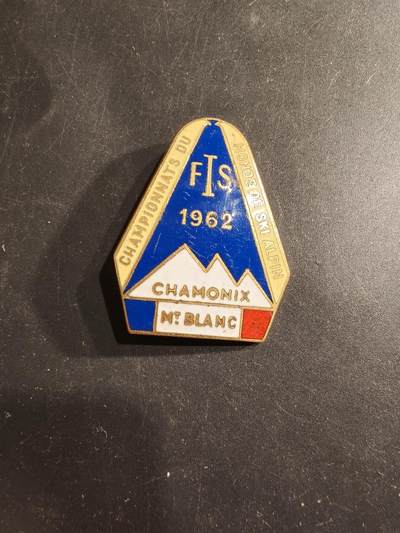 CHAMPIONNATS DU
MONDE DE SKI ALPIN
FIS
1962
CHAMONIX
MT BLANC